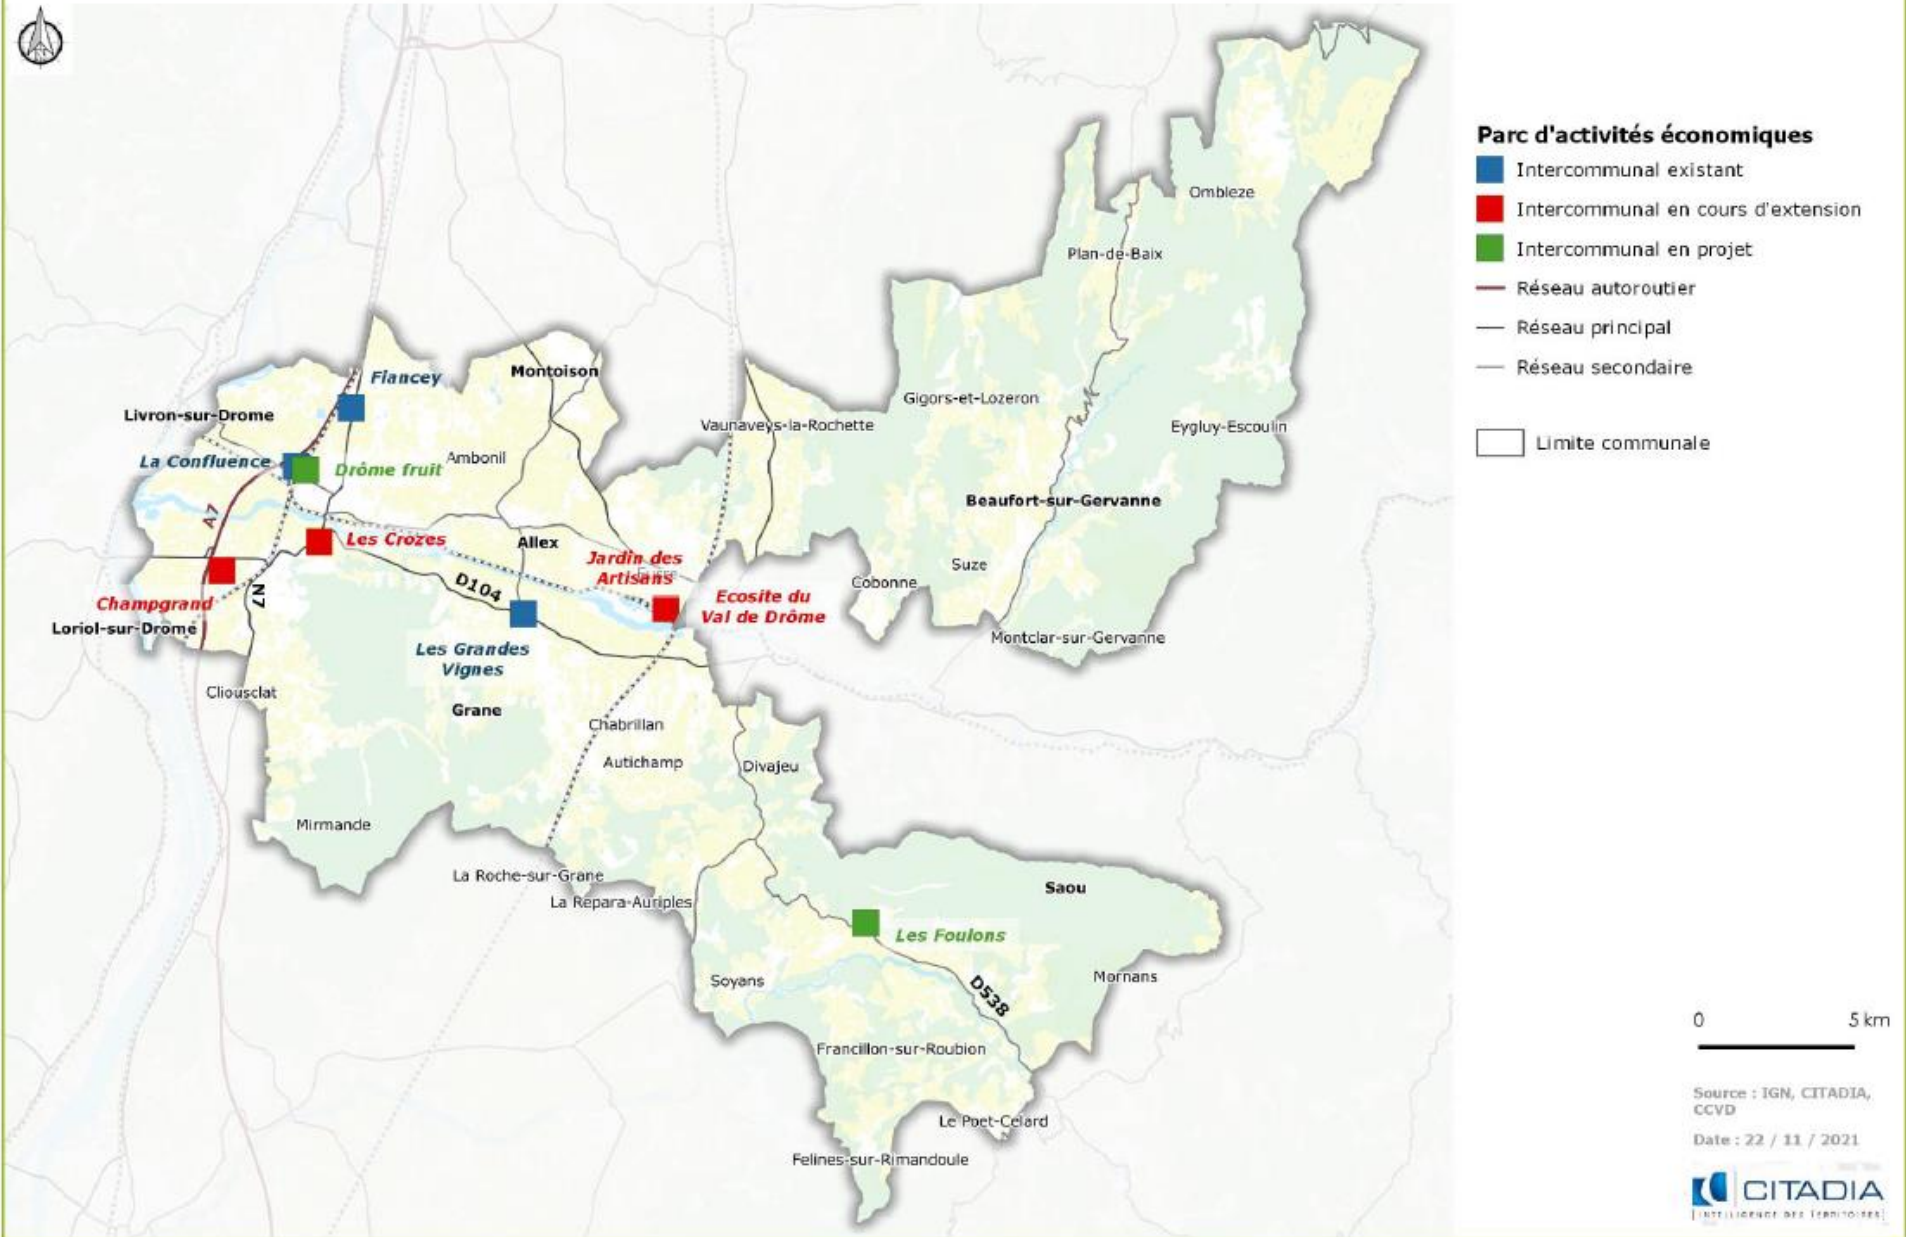 Parc d'activités économiques
Intercommunal existant
Intercommunal en cours d'extension
Intercommunal en projet
Réseau autoroutier
Réseau principal
Réseau secondaire
Limite communale
Ombleze
Plan-de-Baix
Fiancey
Montoison
Livron-sur-Drome
Gigors-et-Lozeron
Vaunaveys-la-Rochette
Eygluy-Escoulin
La Confluence
Drôme fruit
Ambonil
Beaufort-sur-Gervanne
A7
Les Crozes
Allex
Jardin des
Artisans
Suze
Cobonne
D104
N7
Champgrand
Ecosite du
Val de Drôme
Loriol-sur-Drome
Montclar-sur-Gervanne
Les Grandes
Vignes
Cliousclat
Grane
Chabrillan
Autichamp
Divajeu
Mirmande
La Roche-sur-Grane
La Repara-Auriples
Saou
Les Foulons
Soyans
Mornans
D538
Francillon-sur-Roubion
Le Poet-Celard
Felines-sur-Rimandoule
0 5 km
Source : IGN, CITADIA,
CCVD
Date : 22 / 11 / 2021
CITADIA
INTELLIGENCE DES TERRITOIRES